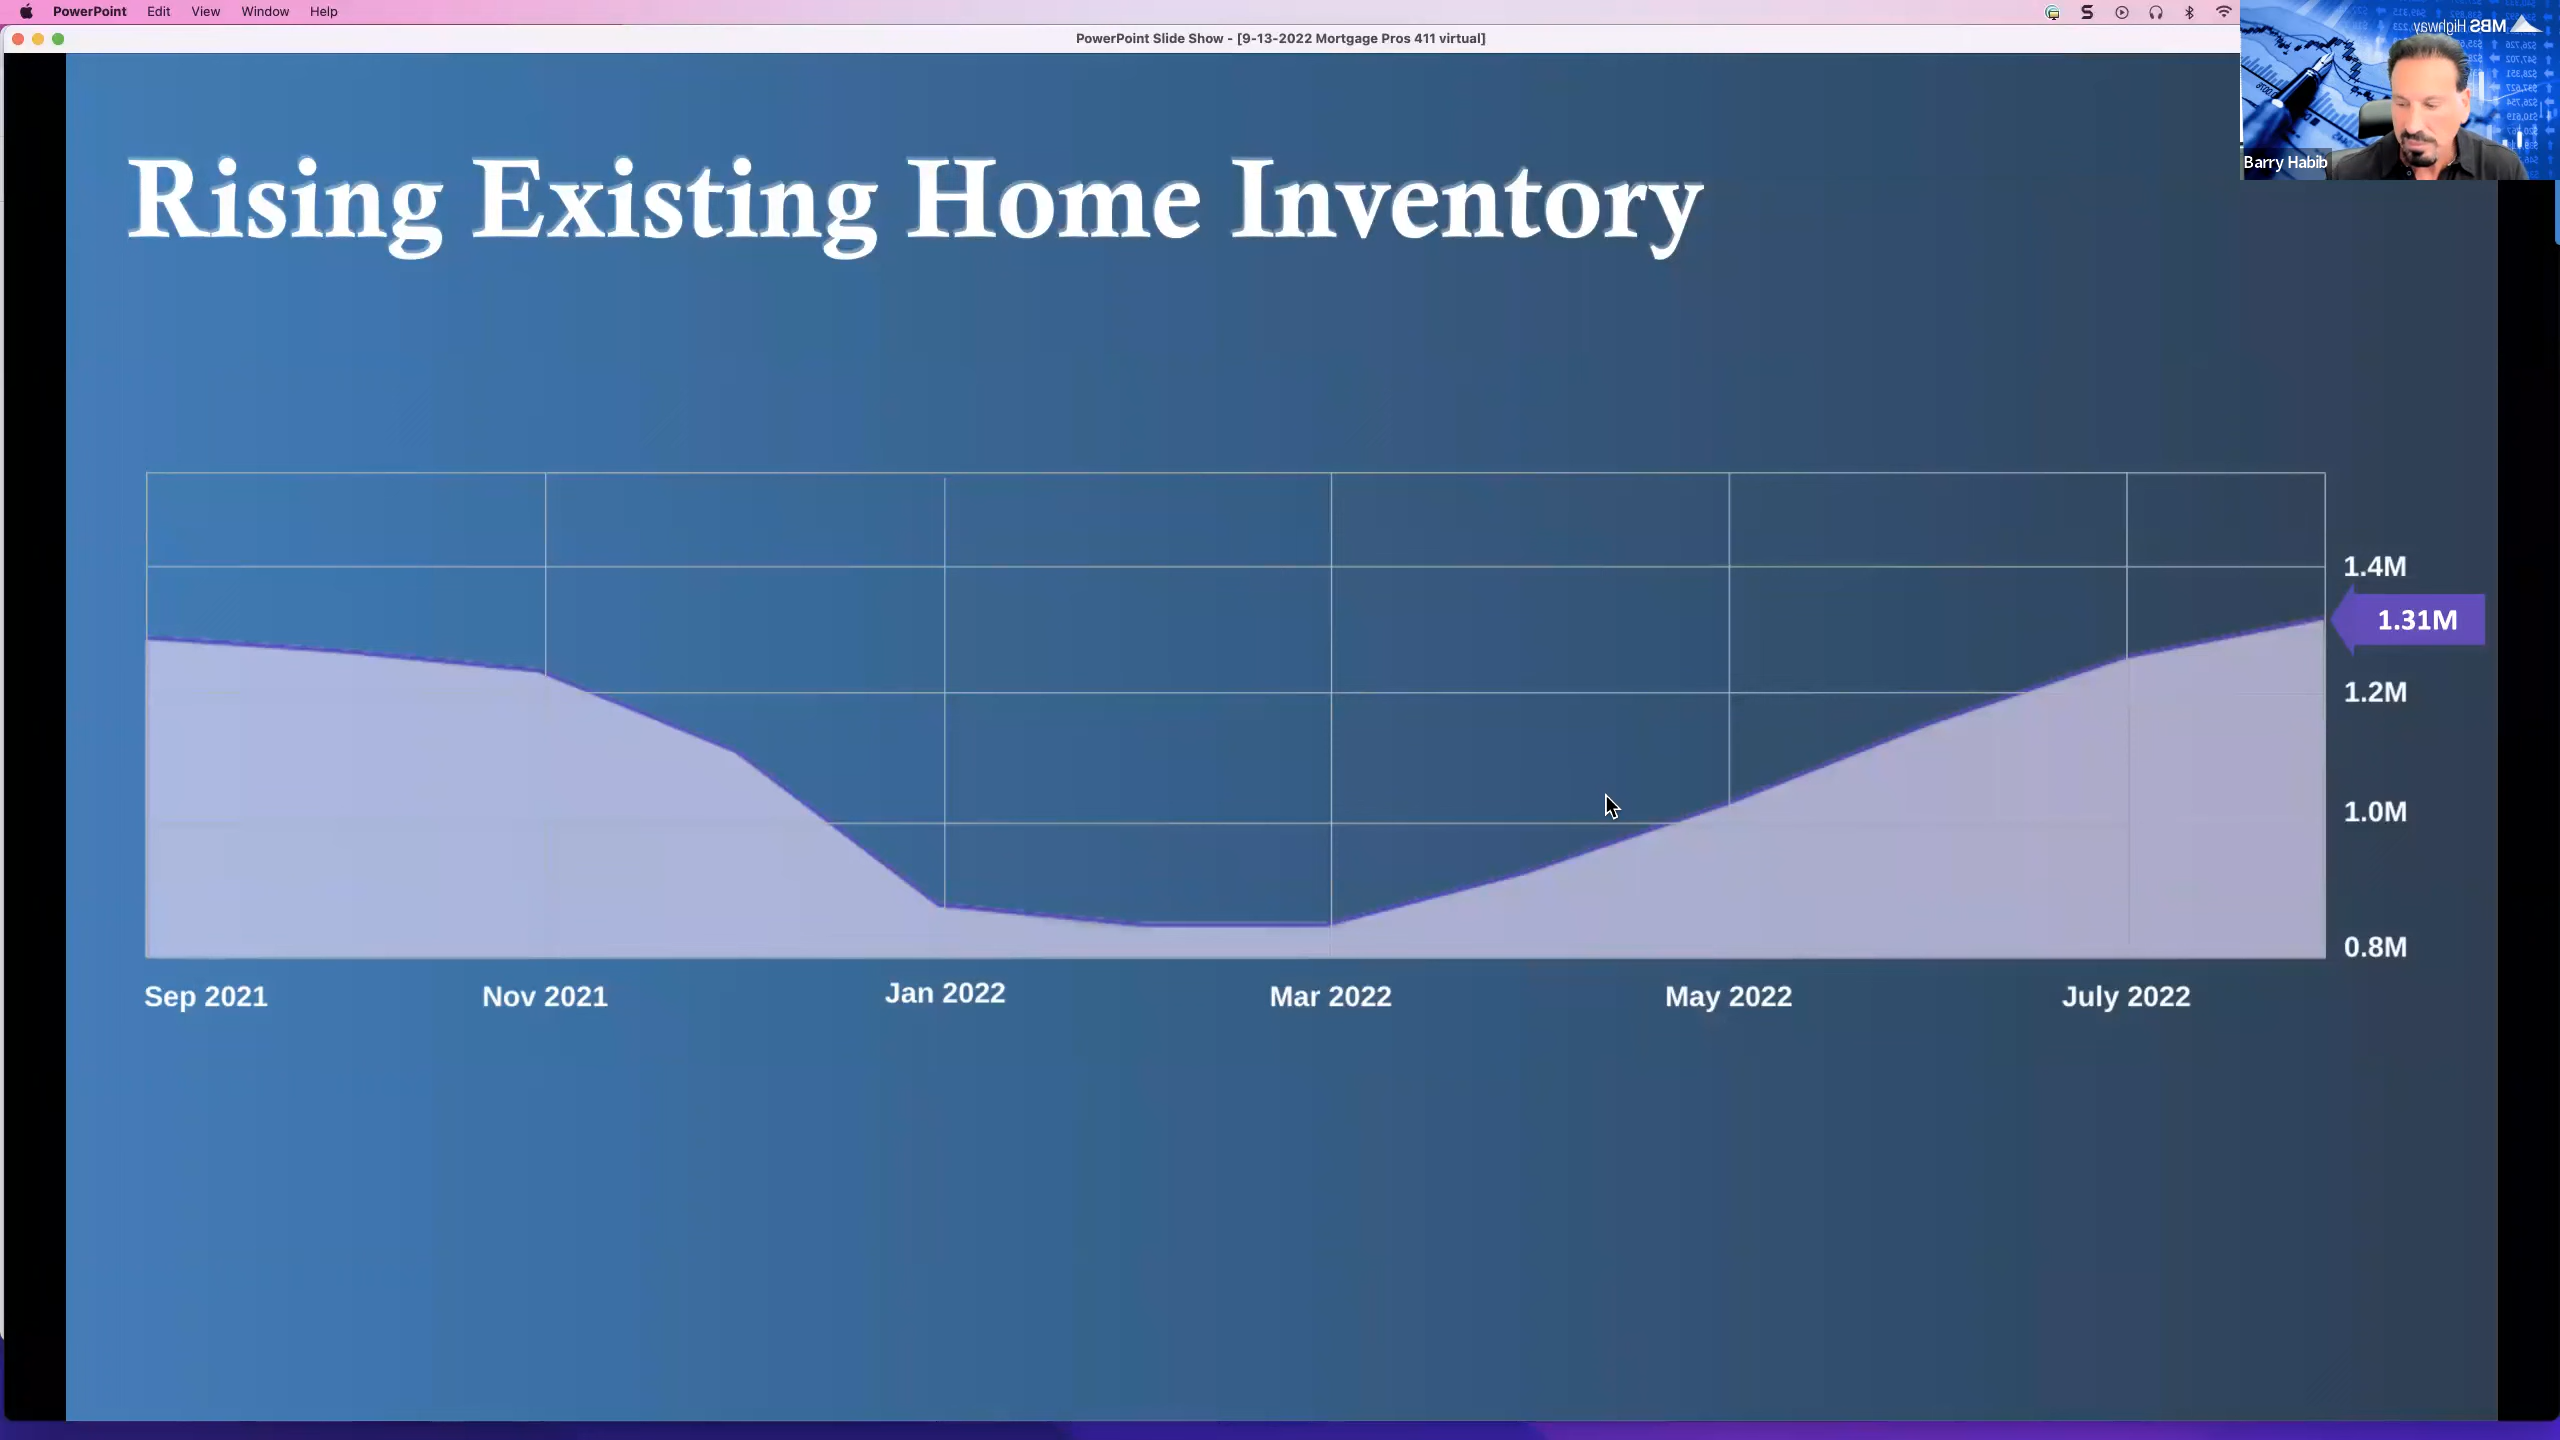 PowerPoint Edit View Window Help
PowerPoint Slide Show - [9-13-2022 Mortgage Pros 411 virtual]
MBS Highway
Barry Habib
Rising Existing Home Inventory
1.4M
1.31M
1.2M
1.0M
0.8M
Sep 2021 Nov 2021 Jan 2022 Mar 2022 May 2022 July 2022